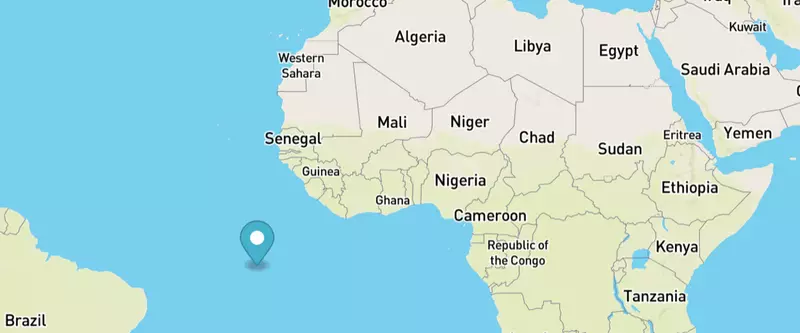 Morocco
Iraq
Kuwait
Algeria
Libya
Egypt
Western
Sahara
Saudi Arabia
Mali
Niger
Chad
Sudan
Eritrea
Yemen
Senegal
Guinea
Nigeria
Ethiopia
Ghana
Cameroon
Republic of
the Congo
Kenya
Tanzania
Brazil